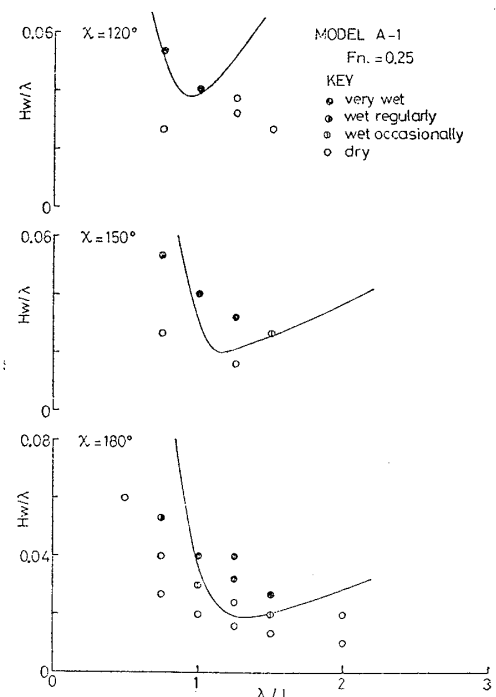 0.06
χ=120°
MODEL A-1
Fn.=0.25
KEY
very wet
wet regularly
wet occasionally
dry
Hw/λ
0
0.06
χ=150°
Hw/λ
0
0.08
χ=180°
Hw/λ
0.04
0
0 1 2 3
λ/L